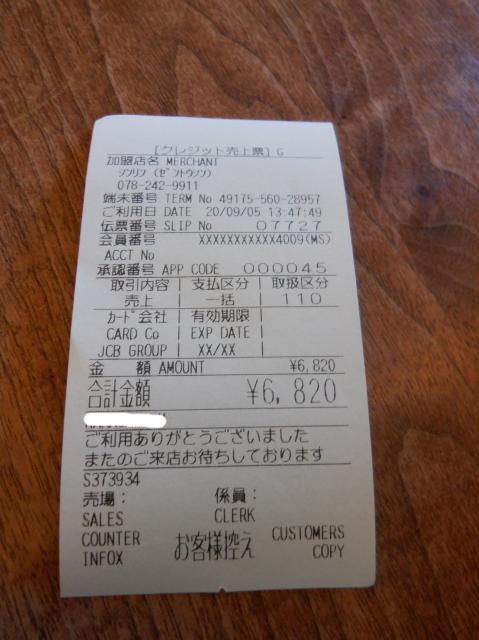 [クレジット売上票] G
加盟店名 MERCHANT
シンリン (ゼントウソン)
078-242-9911
端末番号 TERM No 49175-560-28957
ご利用日 DATE 20/09/05 13:47:49
伝票番号 SLIP No 07727
会員番号 XXXXXXXXXXXX4009(MS)
ACCT No
承認番号 APP CODE 000045
取引内容 | 支払区分 | 取扱区分
売上 | 一括 | 110
カード会社 | 有効期限 |
CARD Co | EXP DATE |
JCB GROUP | XX/XX |
金 額 AMOUNT ¥6,820
合計金額 ¥6,820
ご利用ありがとうございました
またのご来店お待ちしております
S373934
売場: 係員:
SALES CLERK
COUNTER お客様控え CUSTOMERS
INFOX COPY